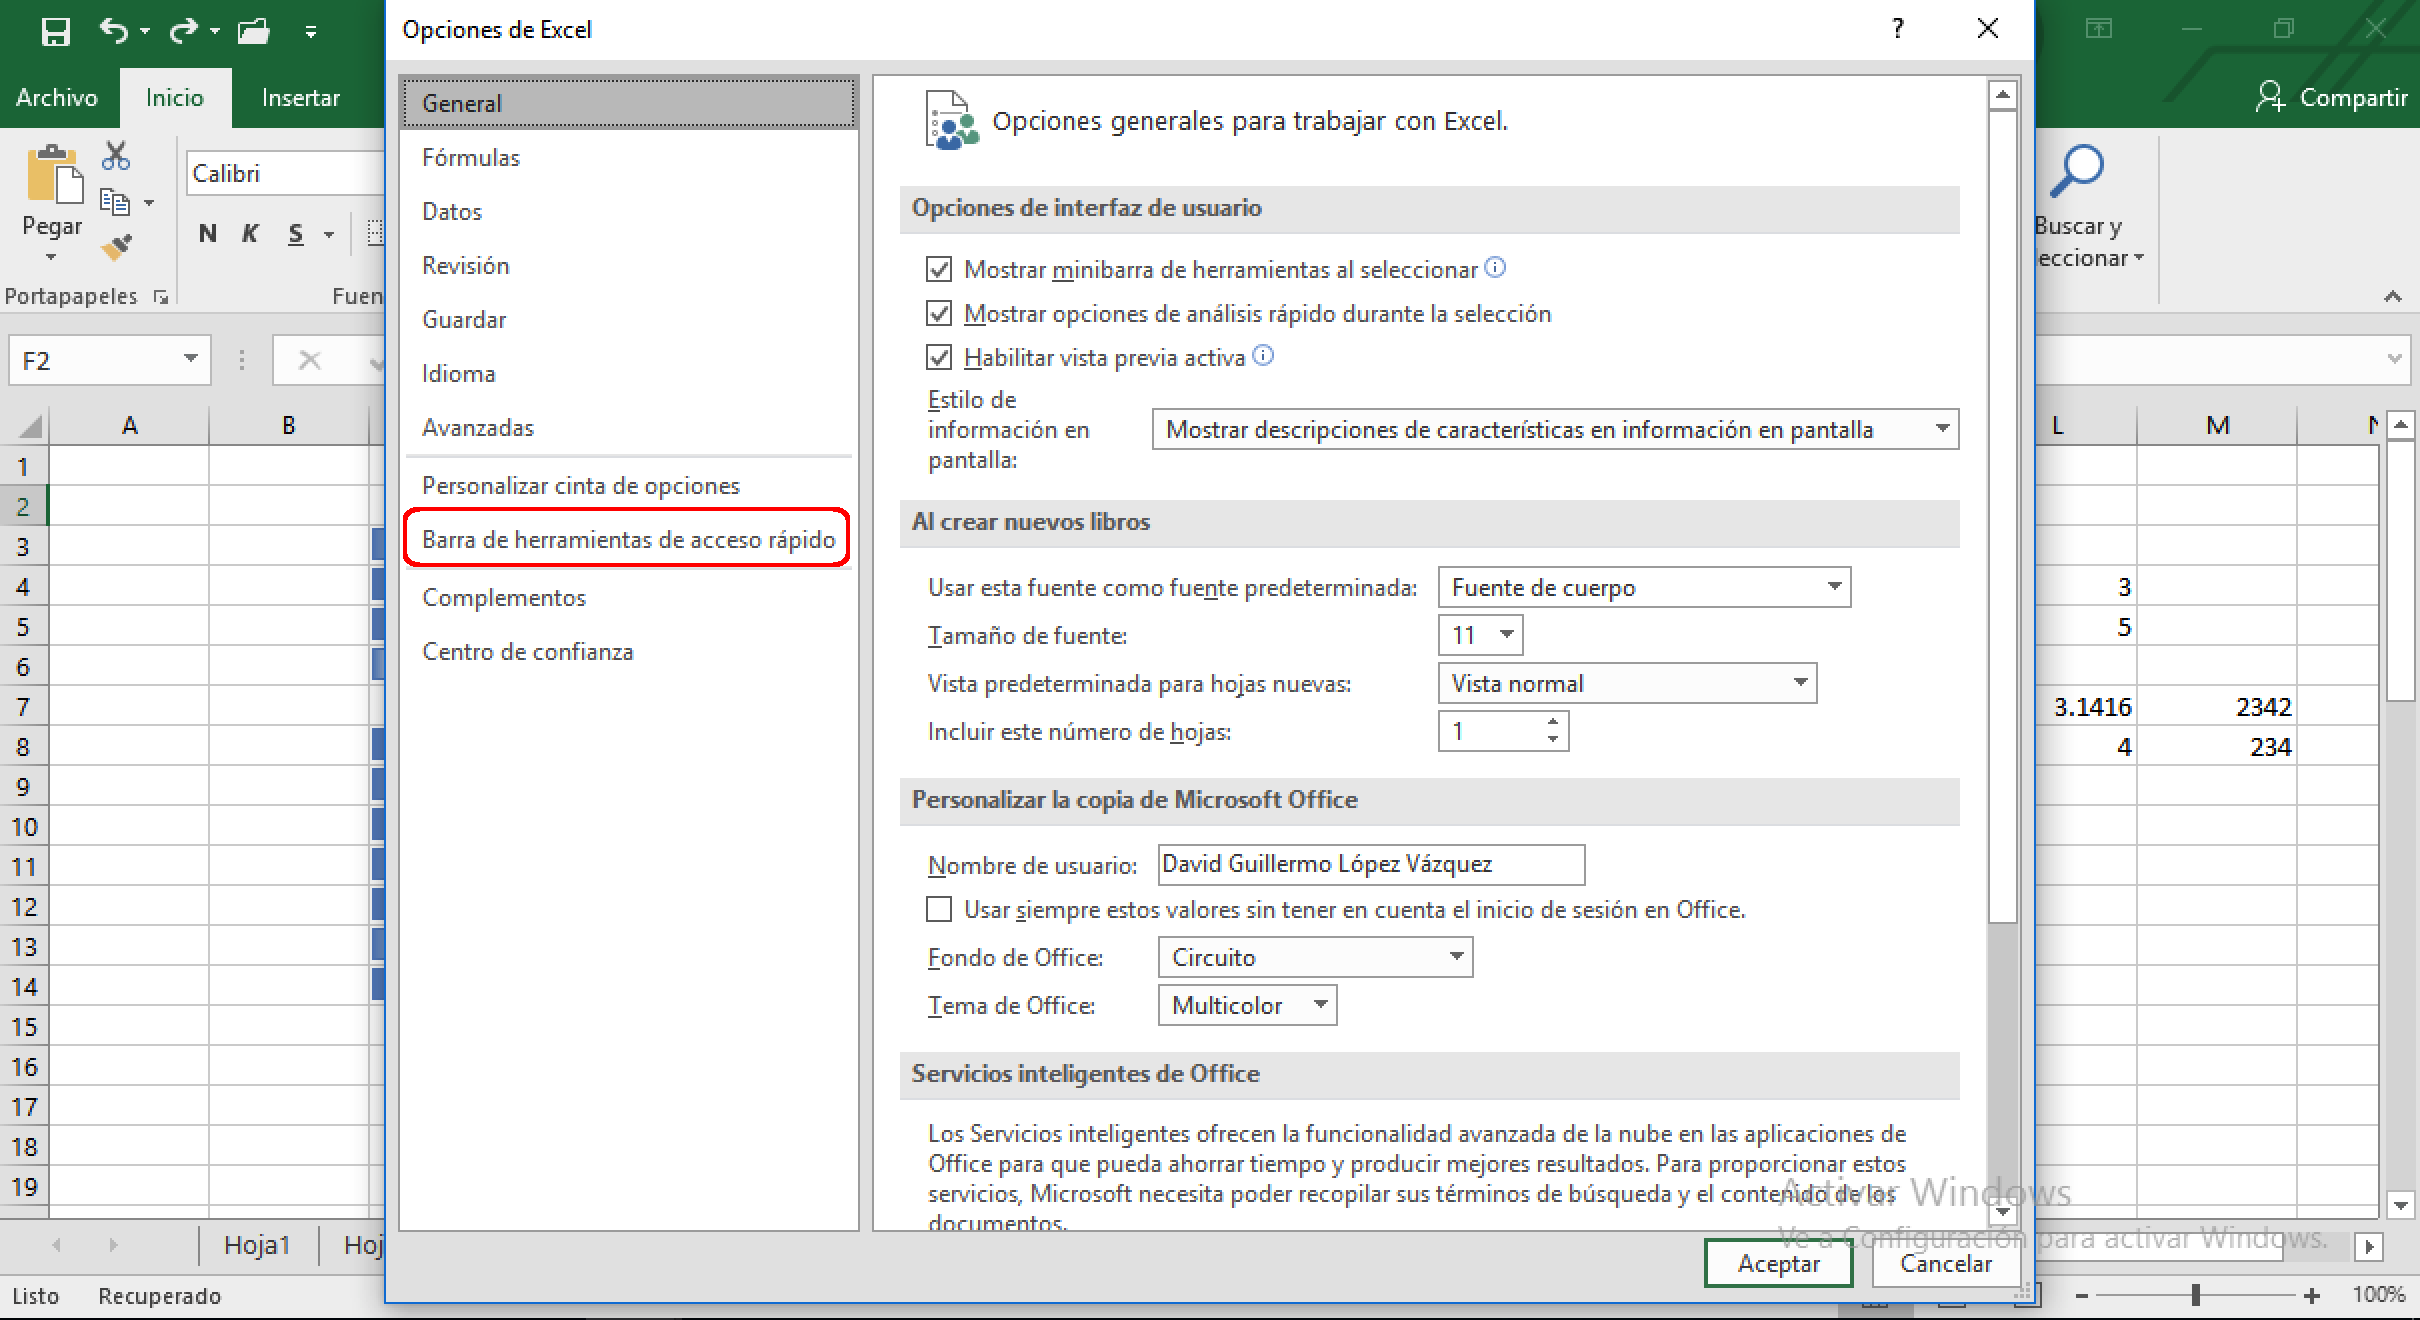 Opciones de Excel
?
Archivo
Inicio
Insertar
Compartir
Pegar
Calibri
N K S
Portapapeles
Fuen
Buscar y
eccionar
F2
A
B
L
M
1
2
3
4
5
6
7
8
9
10
11
12
13
14
15
16
17
18
19
3
5
3.1416
2342
4
234
General
Fórmulas
Datos
Revisión
Guardar
Idioma
Avanzadas
Personalizar cinta de opciones
Barra de herramientas de acceso rápido
Complementos
Centro de confianza
Opciones generales para trabajar con Excel.
Opciones de interfaz de usuario
Mostrar minibarra de herramientas al seleccionar
Mostrar opciones de análisis rápido durante la selección
Habilitar vista previa activa
Estilo de
información en
pantalla:
Mostrar descripciones de características en información en pantalla
Al crear nuevos libros
Usar esta fuente como fuente predeterminada:
Fuente de cuerpo
Tamaño de fuente:
11
Vista predeterminada para hojas nuevas:
Vista normal
Incluir este número de hojas:
1
Personalizar la copia de Microsoft Office
Nombre de usuario:
David Guillermo López Vázquez
Usar siempre estos valores sin tener en cuenta el inicio de sesión en Office.
Fondo de Office:
Circuito
Tema de Office:
Multicolor
Servicios inteligentes de Office
Los Servicios inteligentes ofrecen la funcionalidad avanzada de la nube en las aplicaciones de
Office para que pueda ahorrar tiempo y producir mejores resultados. Para proporcionar estos
servicios, Microsoft necesita poder recopilar sus términos de búsqueda y el contenido de los
documentos.
Activar Windows
Ve a Configuración para activar Windows.
Aceptar
Cancelar
Hoja1
Hoj
Listo
Recuperado
100%